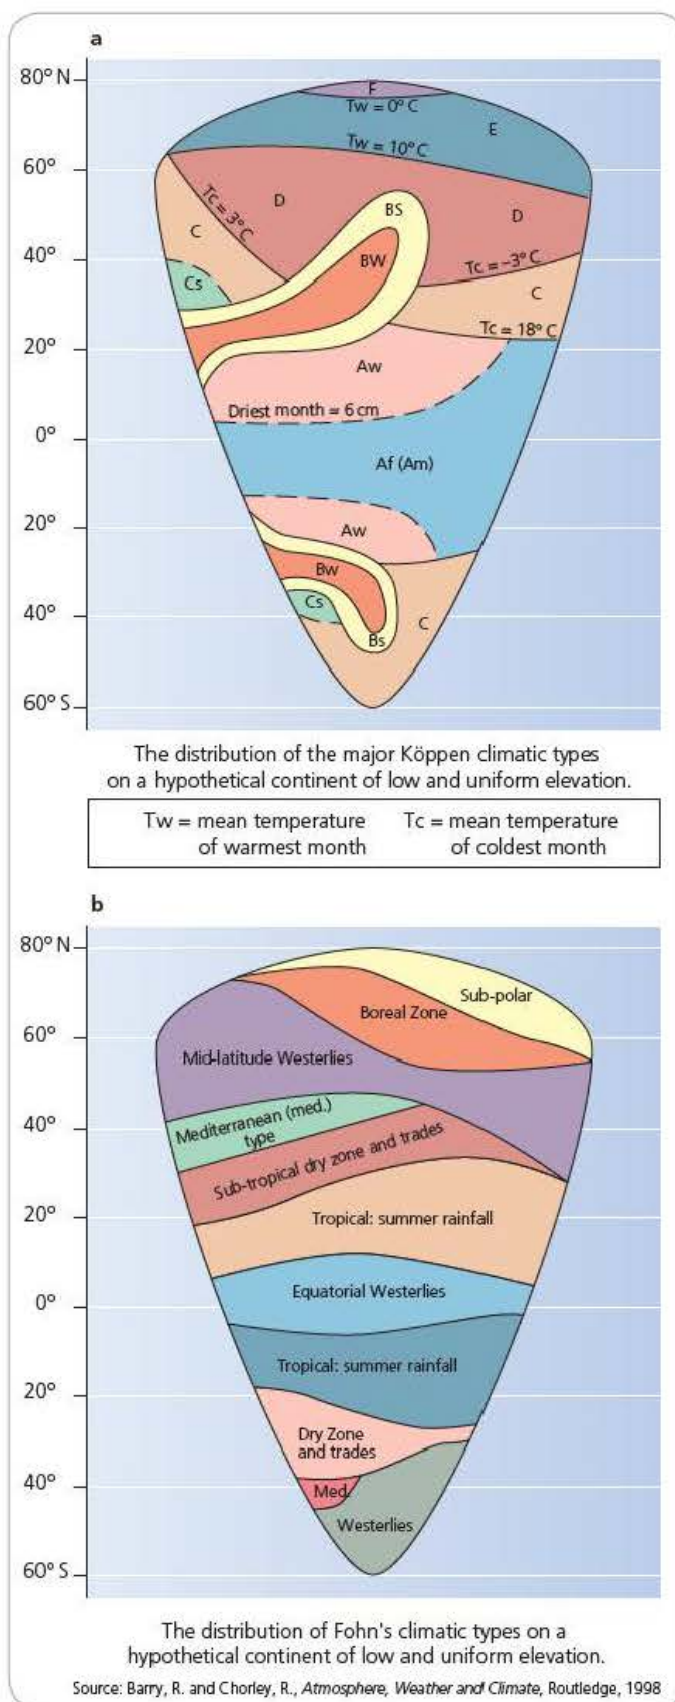 a
80° N
F
Tw = 0° C
E
Tw = 10° C
60°
D
Tc = 3° C
BS
D
C
BW
Tc = –3° C
40°
Cs
C
Tc = 18° C
20°
Aw
Driest month = 6 cm
0°
Af (Am)
20°
Aw
Bw
Cs
40°
C
Bs
60° S
The distribution of the major Köppen climatic types
on a hypothetical continent of low and uniform elevation.
Tw = mean temperature
of warmest month
Tc = mean temperature
of coldest month
b
80° N
Sub-polar
Boreal Zone
60°
Mid-latitude Westerlies
40°
Mediterranean (med.)
type
Sub-tropical dry zone and trades
20°
Tropical: summer rainfall
Equatorial Westerlies
0°
Tropical: summer rainfall
20°
Dry Zone
and trades
40°
Med.
Westerlies
60° S
The distribution of Fohn's climatic types on a
hypothetical continent of low and uniform elevation.
Source: Barry, R. and Chorley, R., Atmosphere, Weather and Climate, Routledge, 1998